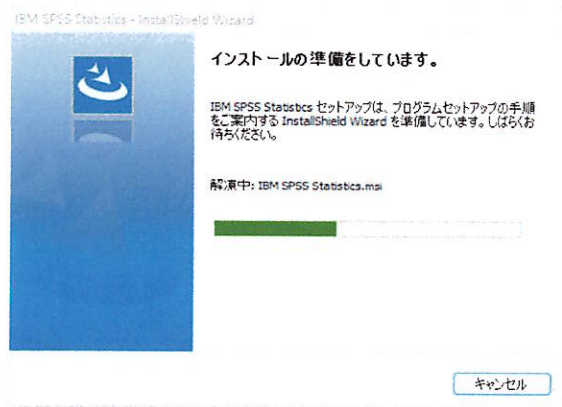 IBM SPSS Statistics - InstallShield Wizard
インストールの準備をしています。
IBM SPSS Statistics セットアップは、プログラムセットアップの手順
をご案内する InstallShield Wizard を準備しています。しばらくお
待ちください。
解凍中: IBM SPSS Statistics.msi
キャンセル